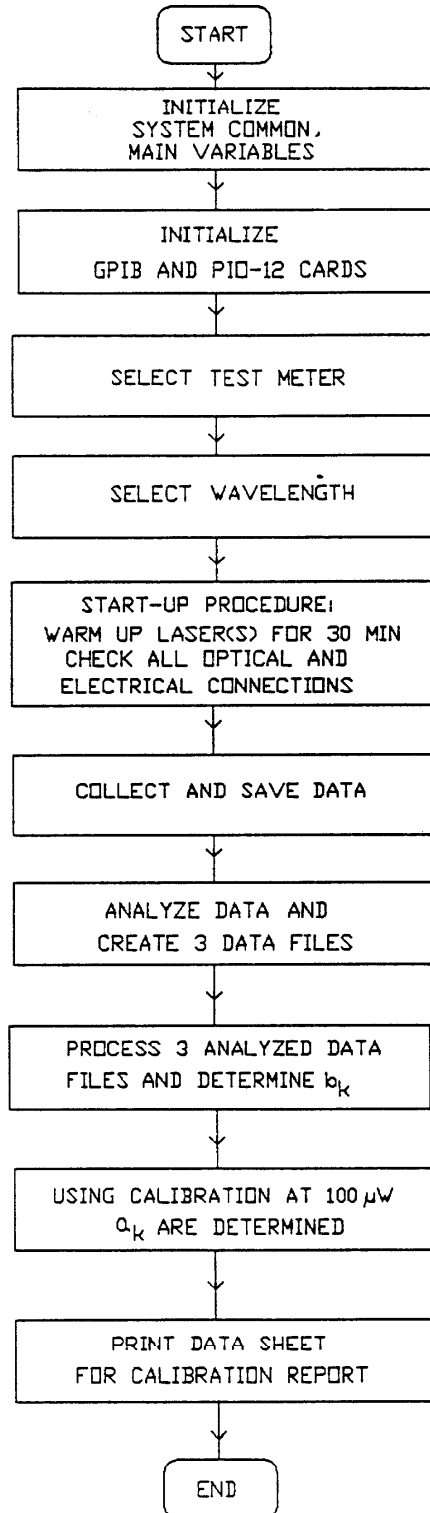 START
INITIALIZE
SYSTEM COMMON,
MAIN VARIABLES
INITIALIZE
GPIB AND PIO-12 CARDS
SELECT TEST METER
SELECT WAVELENGTH
START-UP PROCEDURE:
WARM UP LASER(S) FOR 30 MIN
CHECK ALL OPTICAL AND
ELECTRICAL CONNECTIONS
COLLECT AND SAVE DATA
ANALYZE DATA AND
CREATE 3 DATA FILES
PROCESS 3 ANALYZED DATA
FILES AND DETERMINE bk
USING CALIBRATION AT 100 μW
ak ARE DETERMINED
PRINT DATA SHEET
FOR CALIBRATION REPORT
END